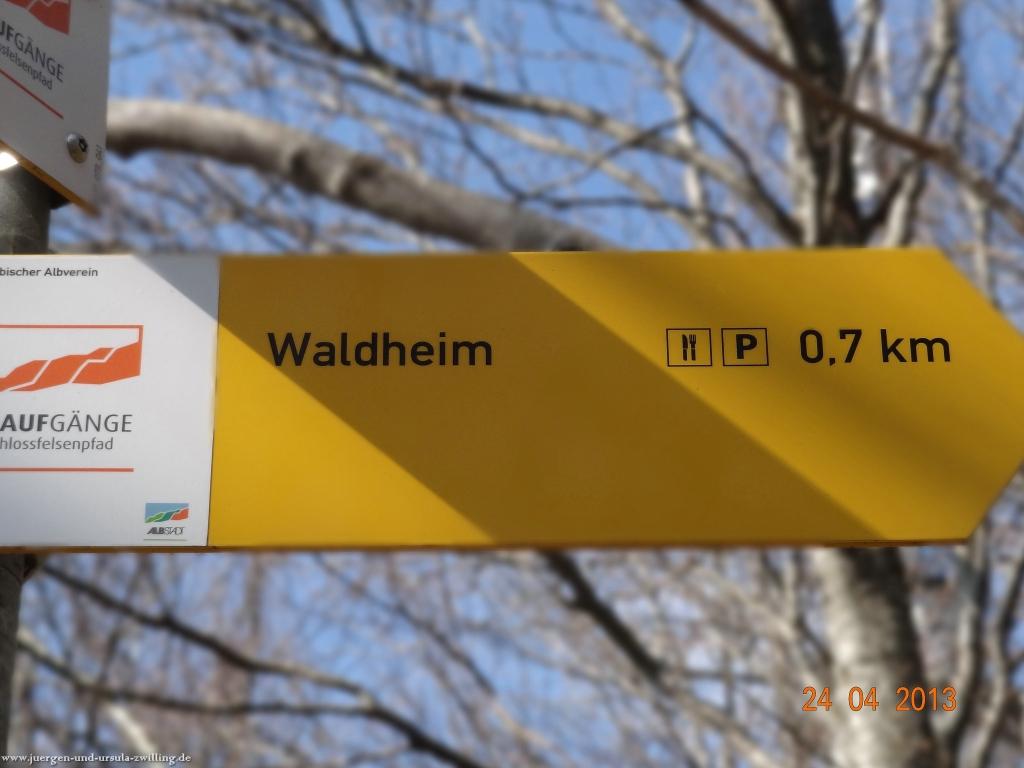 UFGÄNGE
sfelsenpfad
bischer Albverein
AUFGÄNGE
hlossfelsenpfad
ALBSTADT
Waldheim
P 0,7 km
24 04 2013
www.juergen-und-ursula-zwilling.de